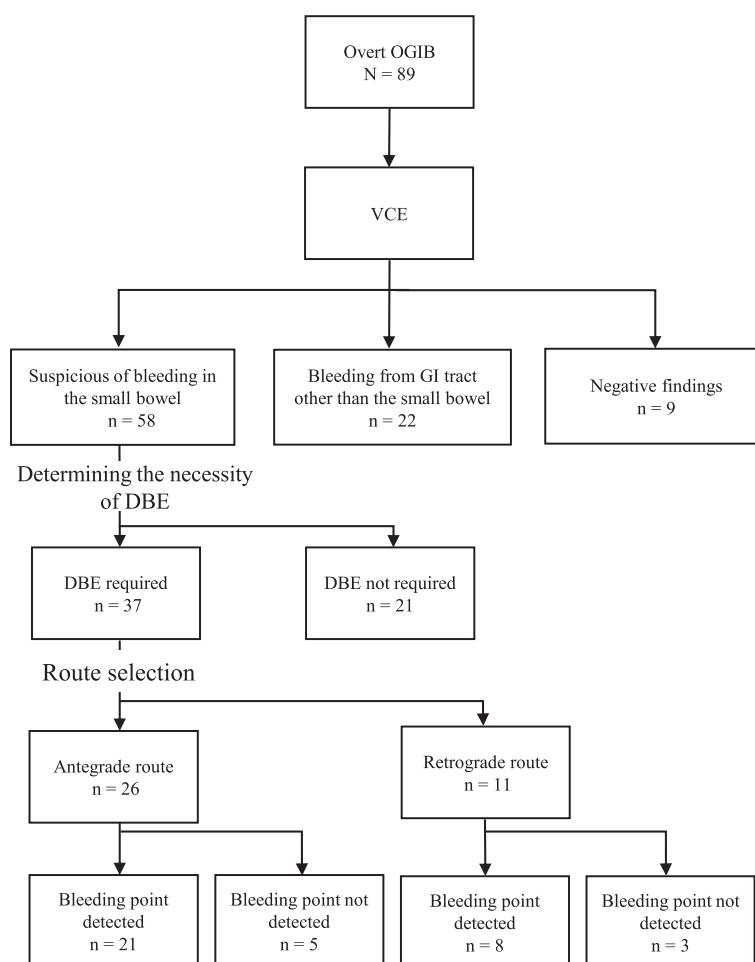 Overt OGIB
N = 89
VCE
Suspicious of bleeding in
the small bowel
n = 58
Bleeding from GI tract
other than the small bowel
n = 22
Negative findings
n = 9
Determining the necessity
of DBE
DBE required
n = 37
DBE not required
n = 21
Route selection
Antegrade route
n = 26
Retrograde route
n = 11
Bleeding point
detected
n = 21
Bleeding point not
detected
n = 5
Bleeding point
detected
n = 8
Bleeding point not
detected
n = 3